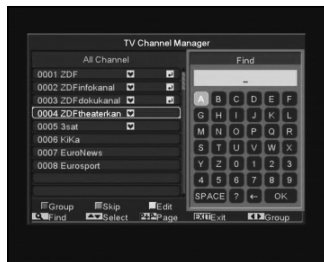 TV Channel Manager
All Channel
0001 ZDF
0002 ZDFinfokanal
0003 ZDFdokukanal
0004 ZDFtheaterkan
0005 3sat
0006 KiKa
0007 EuroNews
0008 Eurosport
Find
_
A B C D E F
G H I J K L
M N O P Q R
S T U V W X
Y Z 0 1 2 3
4 5 6 7 8 9
SPACE ? ← OK
Group Skip Edit
Find Select Page EXIT Exit Group